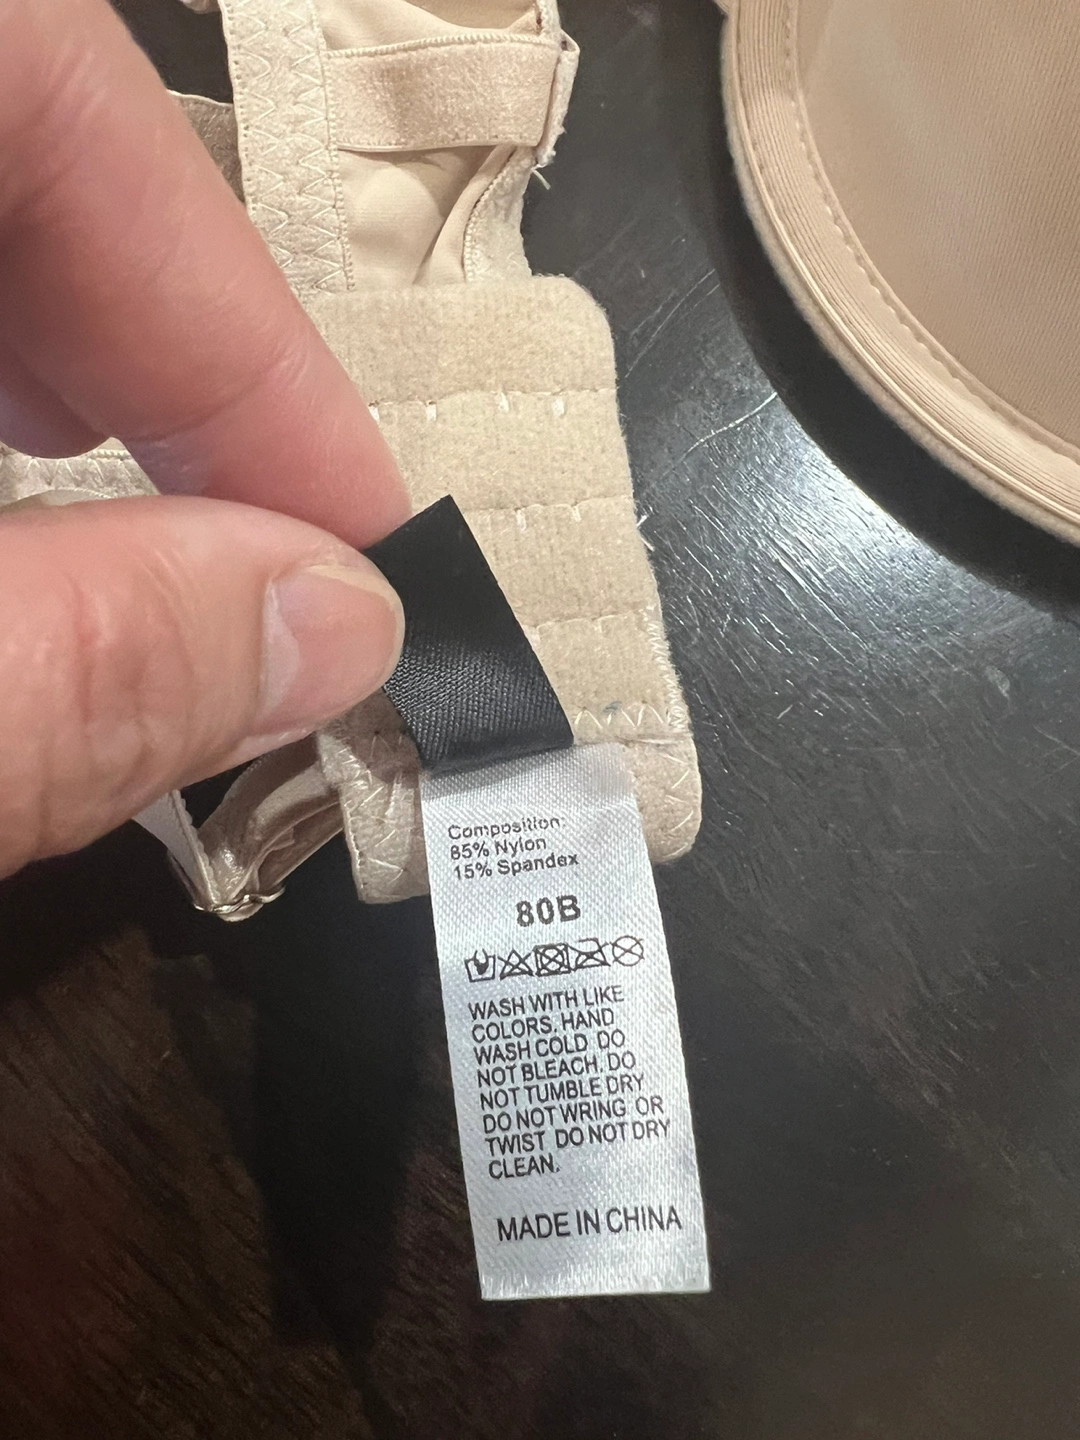 Composition:
85% Nylon
15% Spandex
80B
WASH WITH LIKE
COLORS. HAND
WASH COLD DO
NOT BLEACH. DO
NOT TUMBLE DRY
DO NOT WRING OR
TWIST DO NOT DRY
CLEAN.
MADE IN CHINA